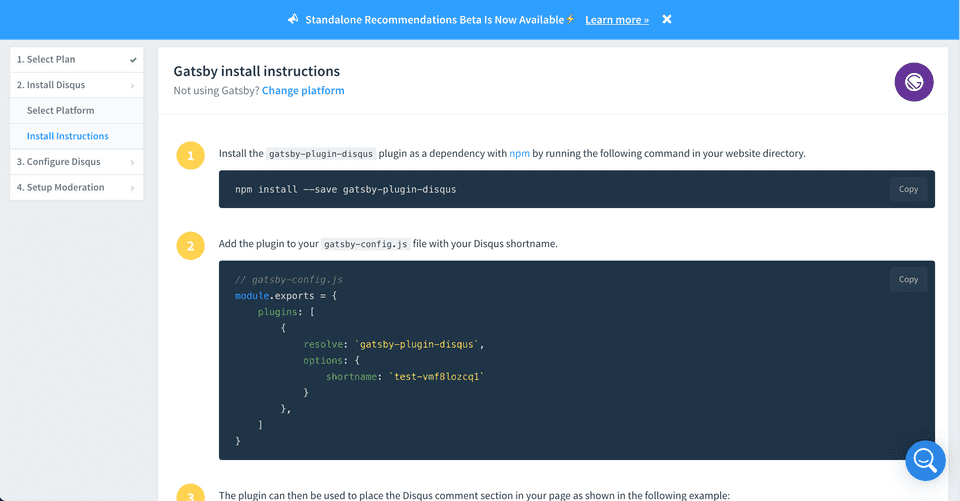 Standalone Recommendations Beta Is Now Available⚡ Learn more » ×
1. Select Plan
2. Install Disqus
Select Platform
Install Instructions
3. Configure Disqus
4. Setup Moderation
Gatsby install instructions
Not using Gatsby? Change platform
1
Install the gatsby-plugin-disqus plugin as a dependency with npm by running the following command in your website directory.
npm install --save gatsby-plugin-disqus
Copy
2
Add the plugin to your gatsby-config.js file with your Disqus shortname.
Copy
// gatsby-config.js
module.exports = {
plugins: [
{
resolve: `gatsby-plugin-disqus`,
options: {
shortname: `test-vmf8lozcq1`
}
},
]
}
3
The plugin can then be used to place the Disqus comment section in your page as shown in the following example: